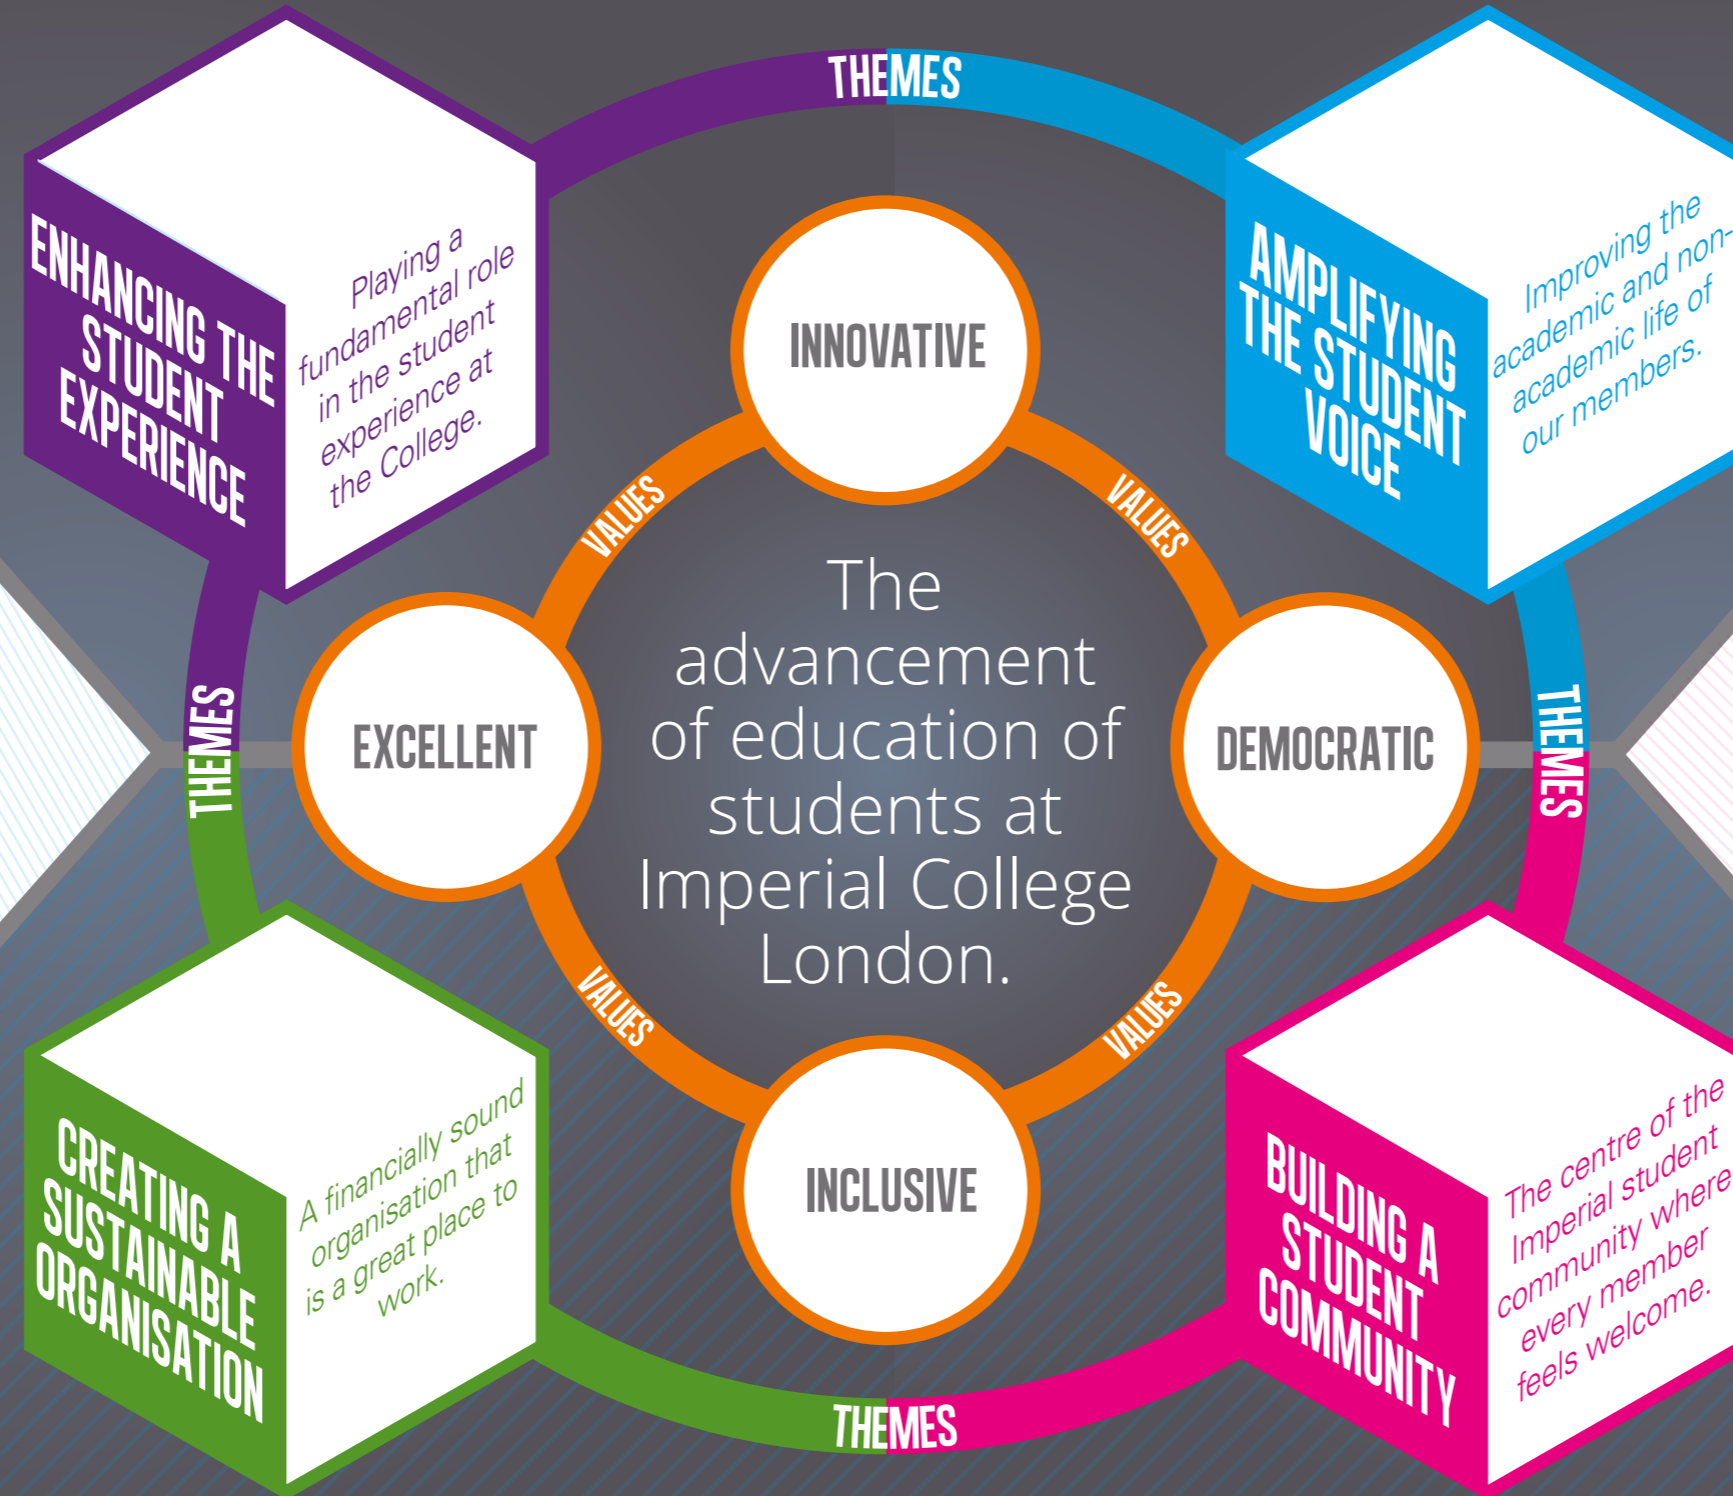 THEMES
ENHANCING THE
STUDENT
EXPERIENCE
Playing a
fundamental role
in the student
experience at
the College.
AMPLIFYING
THE STUDENT
VOICE
Improving the
academic and non-
academic life of
our members.
INNOVATIVE
VALUES
VALUES
EXCELLENT
The
advancement
of education of
students at
Imperial College
London.
DEMOCRATIC
THEMES
THEMES
VALUES
VALUES
INCLUSIVE
CREATING A
SUSTAINABLE
ORGANISATION
A financially sound
organisation that
is a great place to
work.
BUILDING A
STUDENT
COMMUNITY
The centre of the
Imperial student
community where
every member
feels welcome.
THEMES